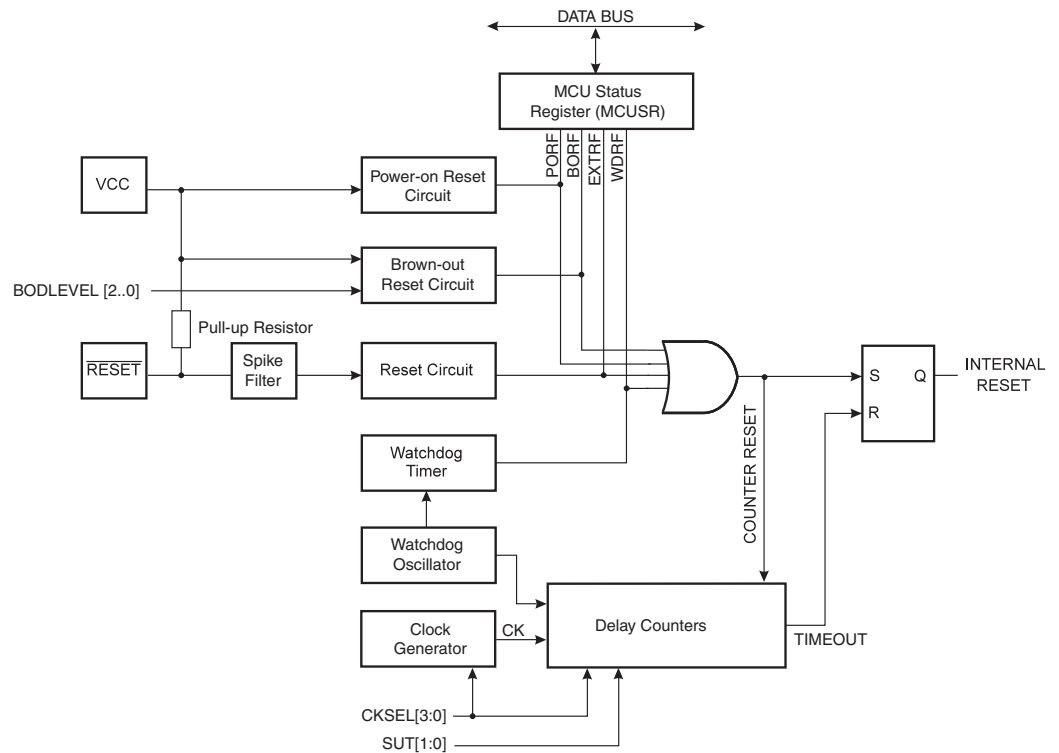 DATA BUS
MCU Status
Register (MCUSR)
PORF
BORF
EXTRF
WDRF
VCC
Power-on Reset
Circuit
Brown-out
Reset Circuit
BODLEVEL [2..0]
Pull-up Resistor
RESET
Spike
Filter
Reset Circuit
S
Q
R
INTERNAL
RESET
COUNTER RESET
Watchdog
Timer
Watchdog
Oscillator
Clock
Generator
CK
Delay Counters
TIMEOUT
CKSEL[3:0]
SUT[1:0]